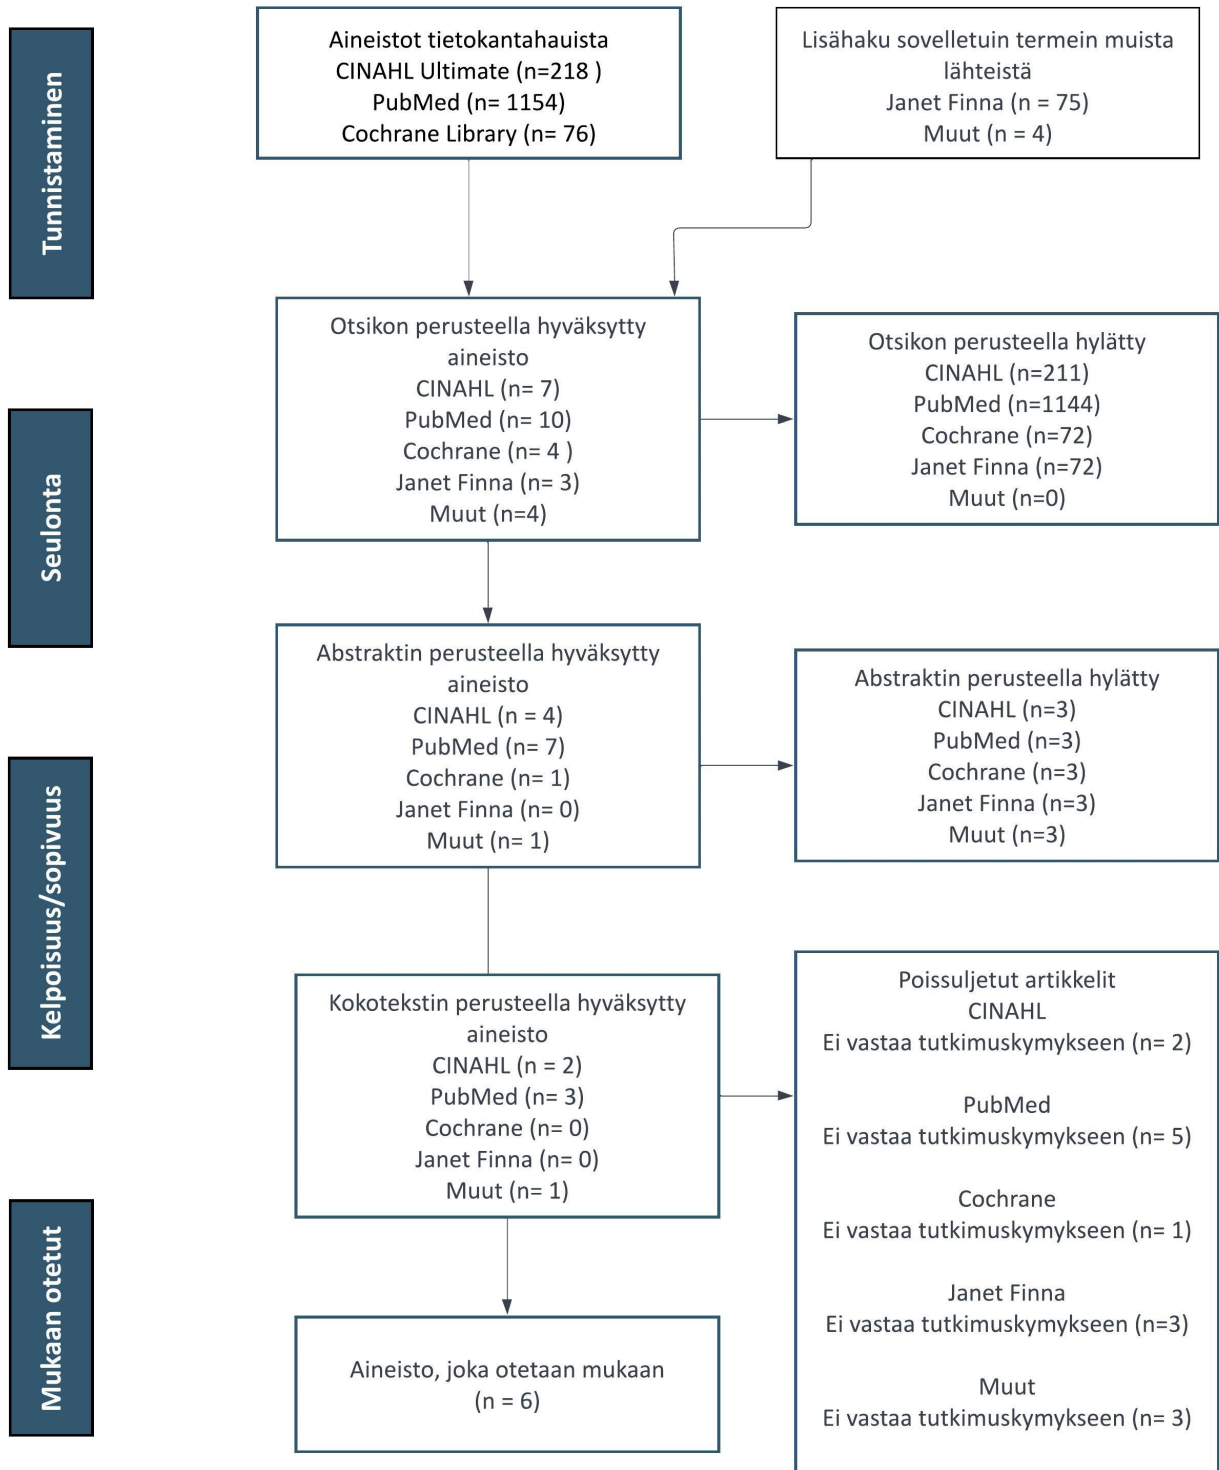 Tunnistaminen
Aineistot tietokantahauista
CINAHL Ultimate (n=218 )
PubMed (n= 1154)
Cochrane Library (n= 76)
Lisähaku sovelletuin termein muista
lähteistä
Janet Finna (n = 75)
Muut (n = 4)
Seulonta
Otsikon perusteella hyväksytty
aineisto
CINAHL (n= 7)
PubMed (n= 10)
Cochrane (n= 4 )
Janet Finna (n= 3)
Muut (n=4)
Otsikon perusteella hylätty
CINAHL (n=211)
PubMed (n=1144)
Cochrane (n=72)
Janet Finna (n=72)
Muut (n=0)
Kelpoisuus/sopivuus
Abstraktin perusteella hyväksytty
aineisto
CINAHL (n = 4)
PubMed (n= 7)
Cochrane (n= 1)
Janet Finna (n= 0)
Muut (n= 1)
Abstraktin perusteella hylätty
CINAHL (n=3)
PubMed (n=3)
Cochrane (n=3)
Janet Finna (n=3)
Muut (n=3)
Kokotekstin perusteella hyväksytty
aineisto
CINAHL (n = 2)
PubMed (n= 3)
Cochrane (n= 0)
Janet Finna (n= 0)
Muut (n= 1)
Poissuljetut artikkelit
CINAHL
Ei vastaa tutkimuskymykseen (n= 2)
PubMed
Ei vastaa tutkimuskymykseen (n= 5)
Cochrane
Ei vastaa tutkimuskymykseen (n= 1)
Janet Finna
Ei vastaa tutkimuskymykseen (n=3)
Muut
Ei vastaa tutkimuskymykseen (n= 3)
Mukaan otetut
Aineisto, joka otetaan mukaan
(n = 6)